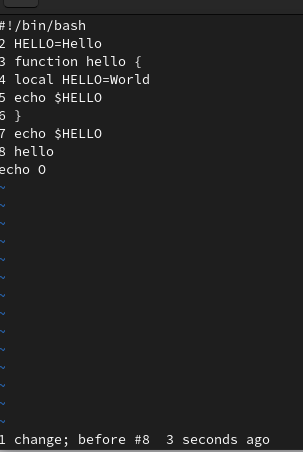 #!/bin/bash
2 HELLO=Hello
3 function hello {
4 local HELLO=World
5 echo $HELLO
6 }
7 echo $HELLO
8 hello
echo O
~
~
~
~
~
~
~
~
~
~
~
~
~
~
1 change; before #8  3 seconds ago